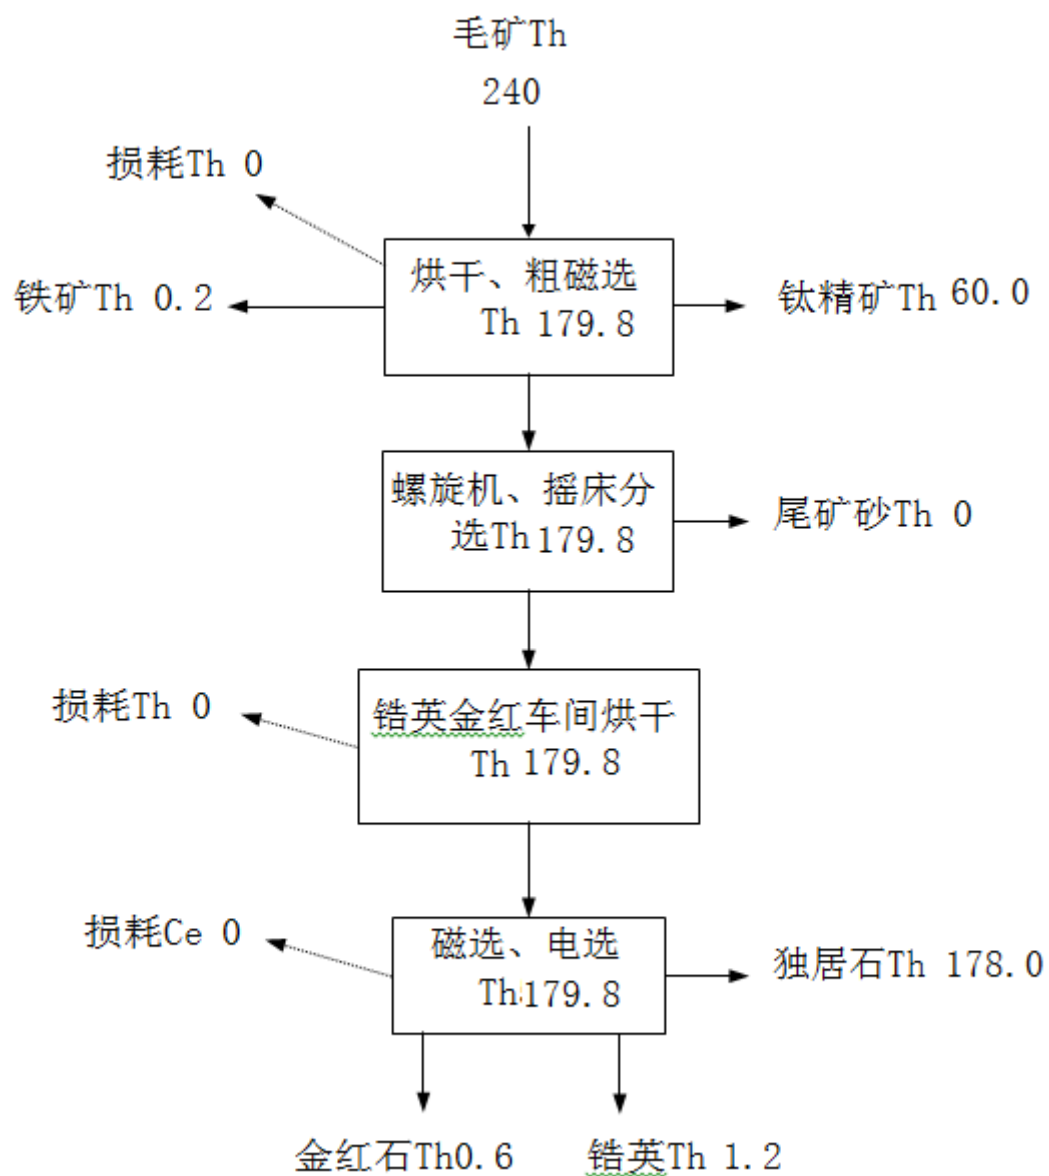 毛矿Th
240
损耗Th 0
烘干、粗磁选
Th 179.8
铁矿Th 0.2
钛精矿Th 60.0
螺旋机、摇床分
选Th 179.8
尾矿砂Th 0
损耗Th 0
锆英金红车间烘干
Th 179.8
损耗Ce 0
磁选、电选
Th 179.8
独居石Th 178.0
金红石Th0.6
锆英Th 1.2